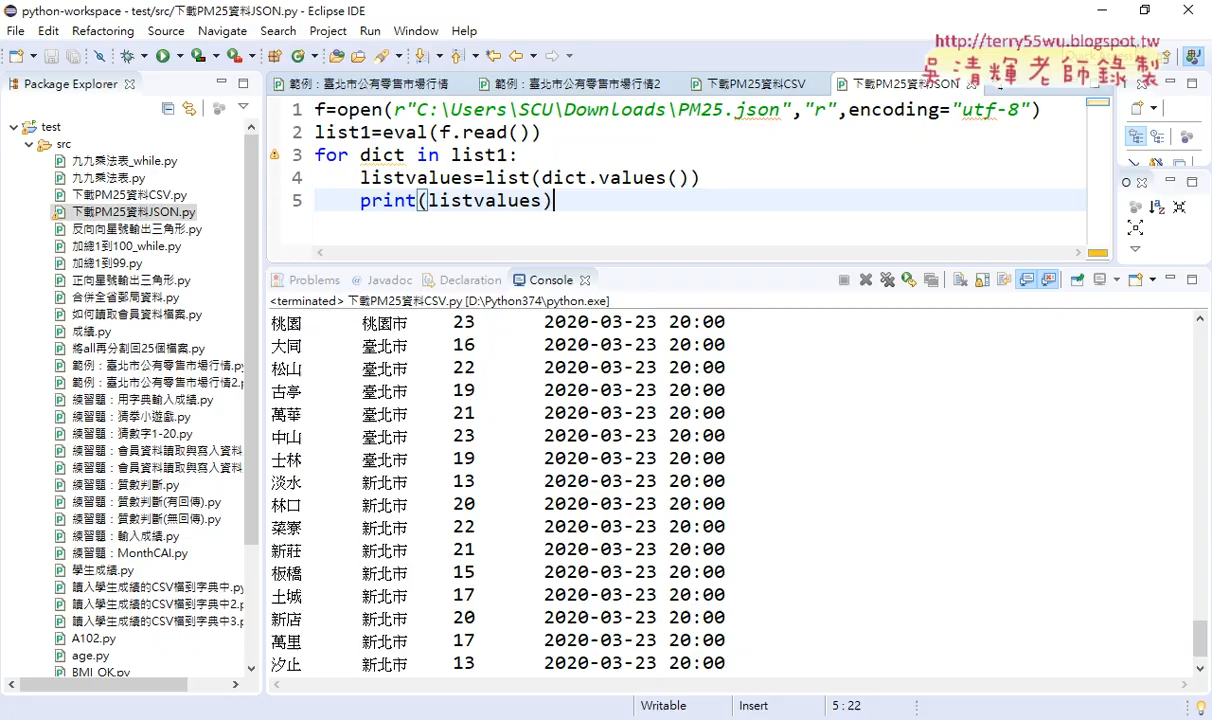 python-workspace - test/src/下載PM25資料JSON.py - Eclipse IDE
File Edit Refactoring Source Navigate Search Project Run Window Help
http://terry55wu.blogspot.tw
吳清輝老師錄製
Package Explorer
範例：臺北市公有零售市場行情
範例：臺北市公有零售市場行情2
下載PM25資料CSV
下載PM25資料JSON
test
src
九九乘法表_while.py
九九乘法表.py
下載PM25資料CSV.py
下載PM25資料JSON.py
反向向星號輸出三角形.py
加總1到100_while.py
加總1到99.py
正向星號輸出三角形.py
合併全省郵局資料.py
如何讀取會員資料檔案.py
成績.py
將all再分割回25個檔案.py
範例：臺北市公有零售市場行情.py
範例：臺北市公有零售市場行情2.py
練習題：用字典輸入成績.py
練習題：猜拳小遊戲.py
練習題：猜數字1-20.py
練習題：會員資料讀取與寫入資料
練習題：會員資料讀取與寫入資料
練習題：質數判斷.py
練習題：質數判斷(有回傳).py
練習題：質數判斷(無回傳).py
練習題：輸入成績.py
練習題：MonthCAI.py
學生成績.py
讀入學生成績的CSV檔到字典中.py
讀入學生成績的CSV檔到字典中2.py
讀入學生成績的CSV檔到字典中3.py
A102.py
age.py
BMI_OK.py
1 f=open(r"C:\Users\SCU\Downloads\PM25.json","r",encoding="utf-8")
2 list1=eval(f.read())
3 for dict in list1:
4 listvalues=list(dict.values())
5 print(listvalues)
Problems Javadoc Declaration Console
<terminated> 下載PM25資料CSV.py [D:\Python374\python.exe]
桃園 桃園市 23 2020-03-23 20:00
大同 臺北市 16 2020-03-23 20:00
松山 臺北市 22 2020-03-23 20:00
古亭 臺北市 19 2020-03-23 20:00
萬華 臺北市 21 2020-03-23 20:00
中山 臺北市 23 2020-03-23 20:00
士林 臺北市 19 2020-03-23 20:00
淡水 新北市 13 2020-03-23 20:00
林口 新北市 20 2020-03-23 20:00
菜寮 新北市 22 2020-03-23 20:00
新莊 新北市 21 2020-03-23 20:00
板橋 新北市 15 2020-03-23 20:00
土城 新北市 17 2020-03-23 20:00
新店 新北市 20 2020-03-23 20:00
萬里 新北市 17 2020-03-23 20:00
汐止 新北市 13 2020-03-23 20:00
Writable Insert 5 : 22